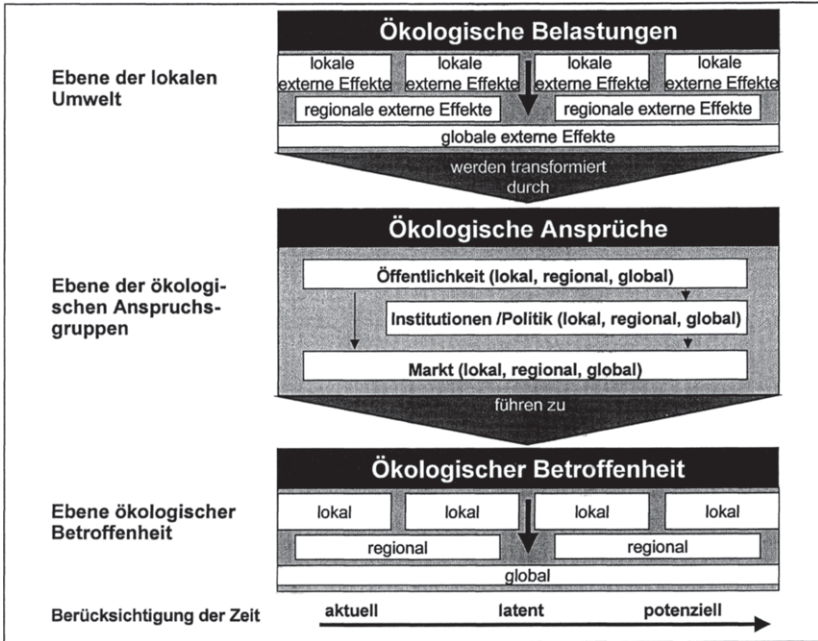 Ökologische Belastungen
Ebene der lokalen
Umwelt
lokale lokale lokale lokale
externe Effekte externe Effekte externe Effekte externe Effekte
regionale externe Effekte regionale externe Effekte
globale externe Effekte
werden transformiert
durch
Ökologische Ansprüche
Ebene der ökologi-
schen Anspruchs-
gruppen
Öffentlichkeit (lokal, regional, global)
Institutionen /Politik (lokal, regional, global)
Markt (lokal, regional, global)
führen zu
Ökologischer Betroffenheit
Ebene ökologischer
Betroffenheit
lokal lokal lokal lokal
regional regional
global
Berücksichtigung der Zeit aktuell latent potenziell